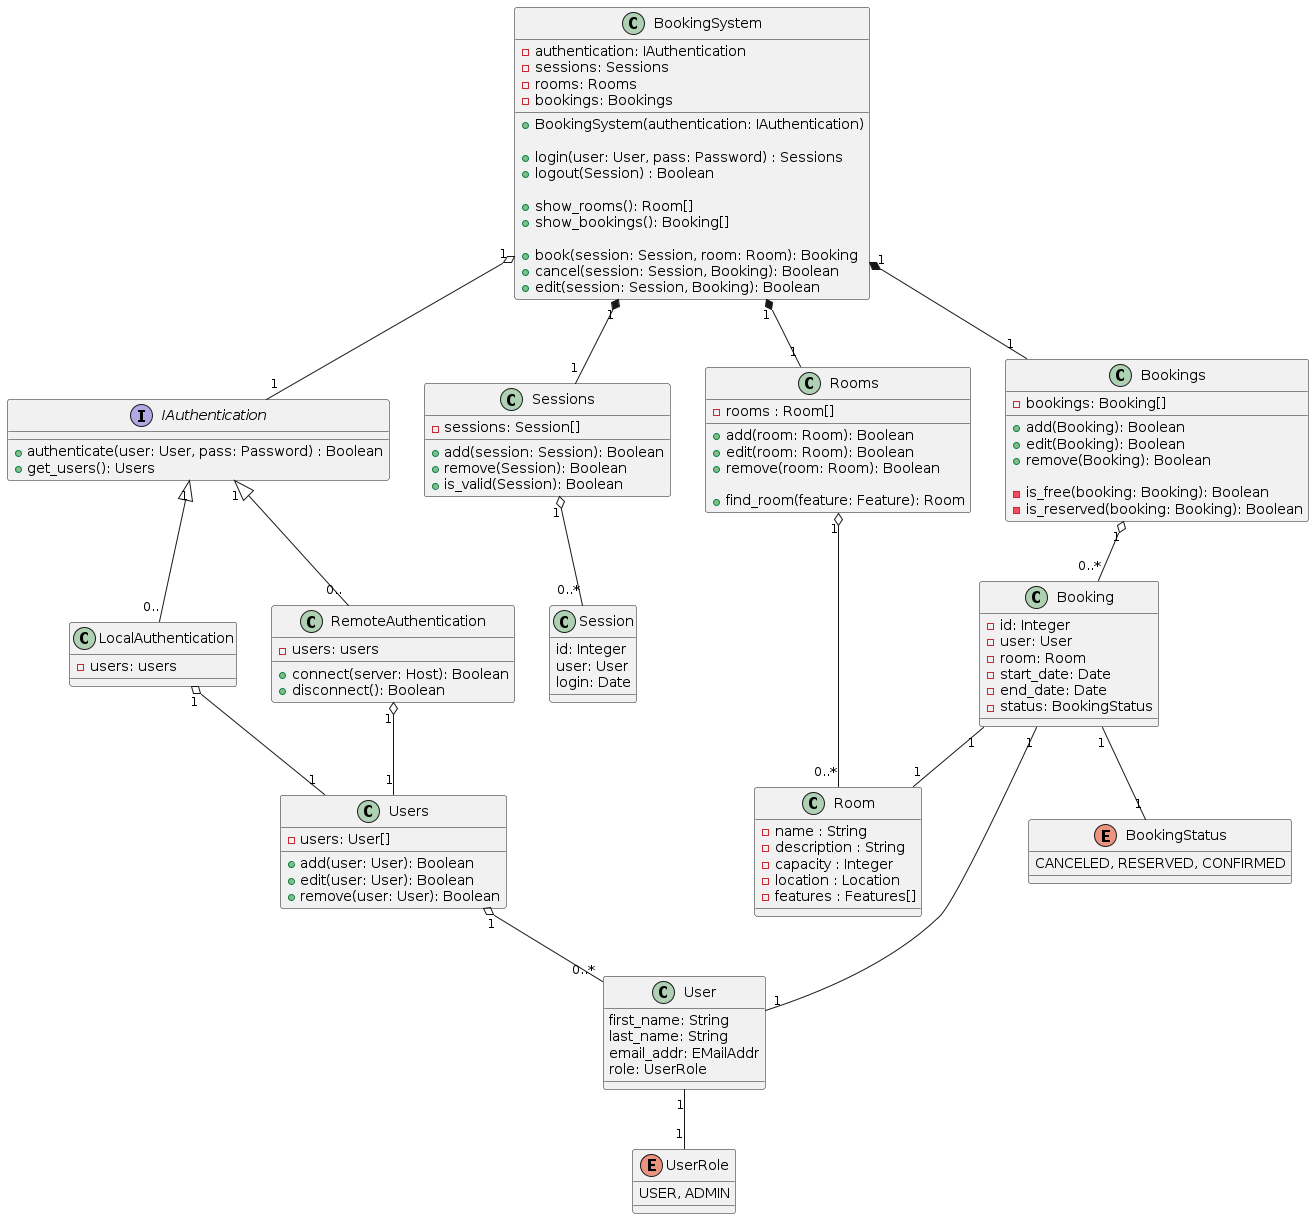 C BookingSystem
authentication: IAuthentication
sessions: Sessions
rooms: Rooms
bookings: Bookings
BookingSystem(authentication: IAuthentication)
login(user: User, pass: Password) : Sessions
logout(Session) : Boolean
show_rooms(): Room[]
show_bookings(): Booking[]
book(session: Session, room: Room): Booking
cancel(session: Session, Booking): Boolean
edit(session: Session, Booking): Boolean
1
1
1
1
1
1
1
1
I IAuthentication
authenticate(user: User, pass: Password) : Boolean
get_users(): Users
C Sessions
sessions: Session[]
add(session: Session): Boolean
remove(Session): Boolean
is_valid(Session): Boolean
C Rooms
rooms : Room[]
add(room: Room): Boolean
edit(room: Room): Boolean
remove(room: Room): Boolean
find_room(feature: Feature): Room
C Bookings
bookings: Booking[]
add(Booking): Boolean
edit(Booking): Boolean
remove(Booking): Boolean
is_free(booking: Booking): Boolean
is_reserved(booking: Booking): Boolean
1
1
1
1
1
0..
0..
0..*
0..*
C LocalAuthentication
users: users
C RemoteAuthentication
users: users
connect(server: Host): Boolean
disconnect(): Boolean
C Session
id: Integer
user: User
login: Date
C Booking
id: Integer
user: User
room: Room
start_date: Date
end_date: Date
status: BookingStatus
1
1
1
1
1
1
1
0..*
1
1
C Users
users: User[]
add(user: User): Boolean
edit(user: User): Boolean
remove(user: User): Boolean
C Room
name : String
description : String
capacity : Integer
location : Location
features : Features[]
E BookingStatus
CANCELED, RESERVED, CONFIRMED
1
0..*
1
C User
first_name: String
last_name: String
email_addr: EMailAddr
role: UserRole
1
1
E UserRole
USER, ADMIN